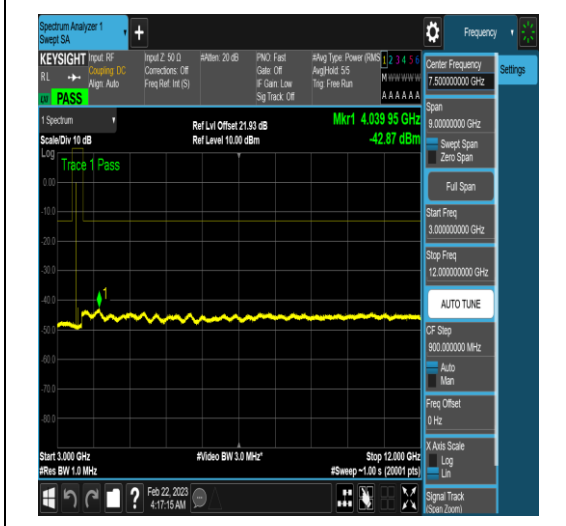 Spectrum Analyzer 1
Swept SA
Frequency
KEYSIGHT
RL
PASS
Input: RF
Coupling: DC
Align: Auto
Input Z: 50 Ω
Corrections: Off
Freq Ref: Int (S)
#Atten: 20 dB
PNO: Fast
Gate: Off
IF Gain: Low
Sig Track: Off
#Avg Type: Power (RMS
Avg|Hold: 5/5
Trig: Free Run
1 2 3 4 5 6
M W W W W W
A A A A A A
1 Spectrum
Scale/Div 10 dB
Ref Lvl Offset 21.93 dB
Ref Level 10.00 dBm
Mkr1 4.039 95 GHz
-42.87 dBm
Log
Trace 1 Pass
0.00
-10.0
-20.0
-30.0
-40.0
-50.0
-60.0
-70.0
-80.0
1
Start 3.000 GHz
#Res BW 1.0 MHz
#Video BW 3.0 MHz*
Stop 12.000 GHz
#Sweep ~1.00 s (20001 pts)
Feb 22, 2023
4:17:15 AM
Center Frequency
7.500000000 GHz
Settings
Span
9.00000000 GHz
Swept Span
Zero Span
Full Span
Start Freq
3.000000000 GHz
Stop Freq
12.000000000 GHz
AUTO TUNE
CF Step
900.000000 MHz
Auto
Man
Freq Offset
0 Hz
X Axis Scale
Log
Lin
Signal Track
(Span Zoom)